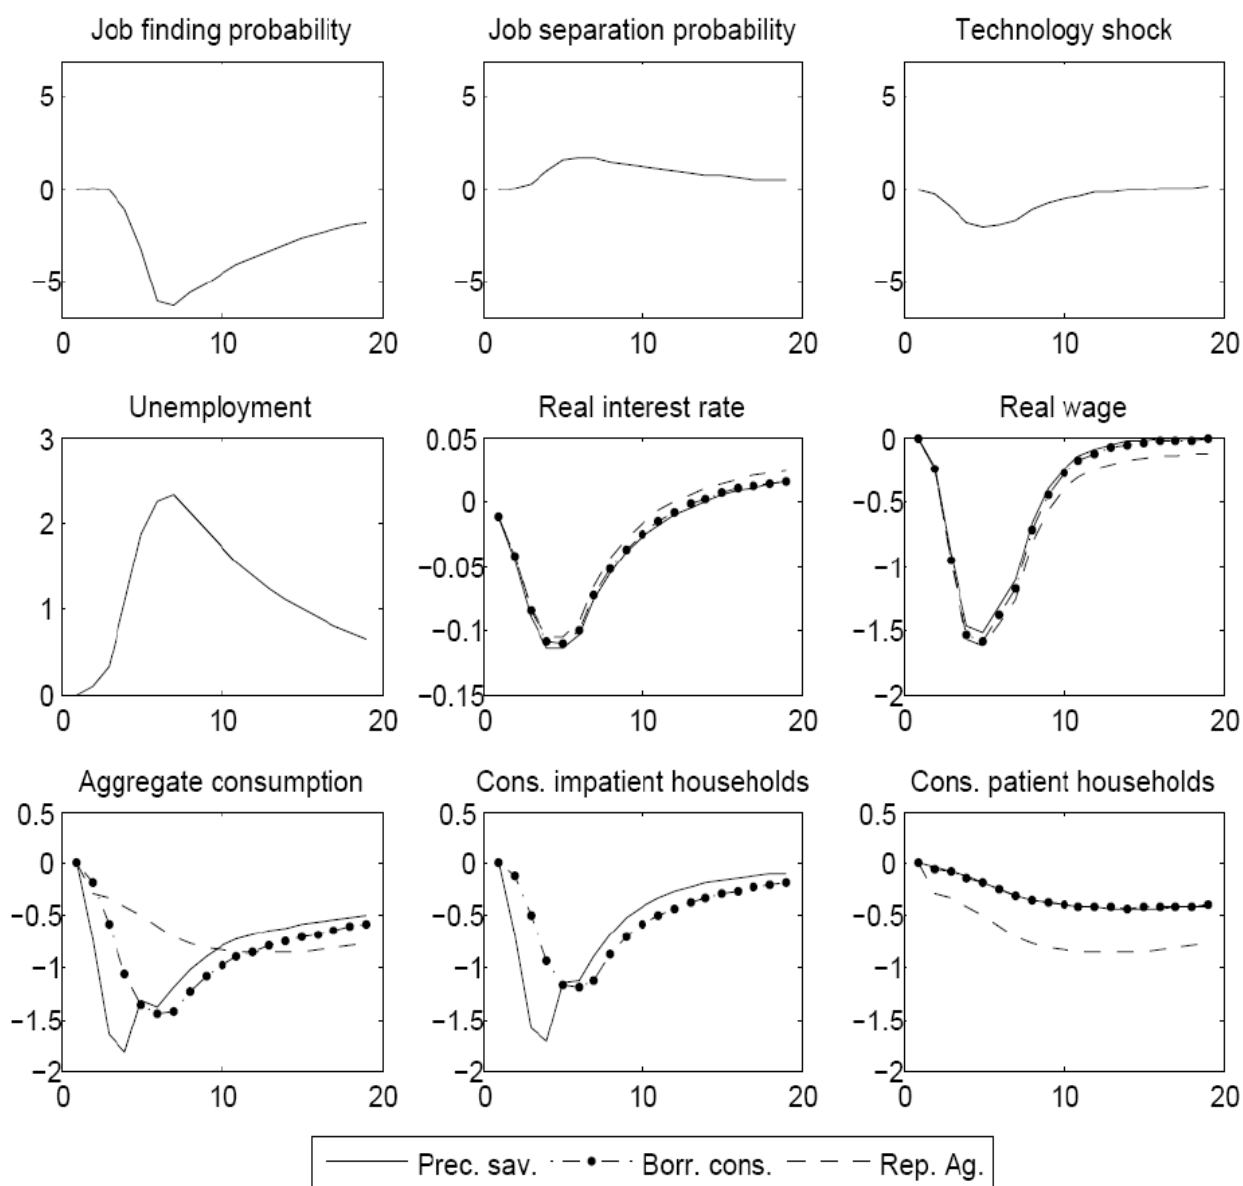 Job finding probability
Job separation probability
Technology shock
5
0
−5
0 10 20
5
0
−5
0 10 20
5
0
−5
0 10 20
Unemployment
Real interest rate
Real wage
3
2
1
0
0 10 20
0.05
0
−0.05
−0.1
−0.15
0 10 20
0
−0.5
−1
−1.5
−2
0 10 20
Aggregate consumption
Cons. impatient households
Cons. patient households
0.5
0
−0.5
−1
−1.5
−2
0 10 20
0.5
0
−0.5
−1
−1.5
−2
0 10 20
0.5
0
−0.5
−1
−1.5
−2
0 10 20
Prec. sav. Borr. cons. Rep. Ag.